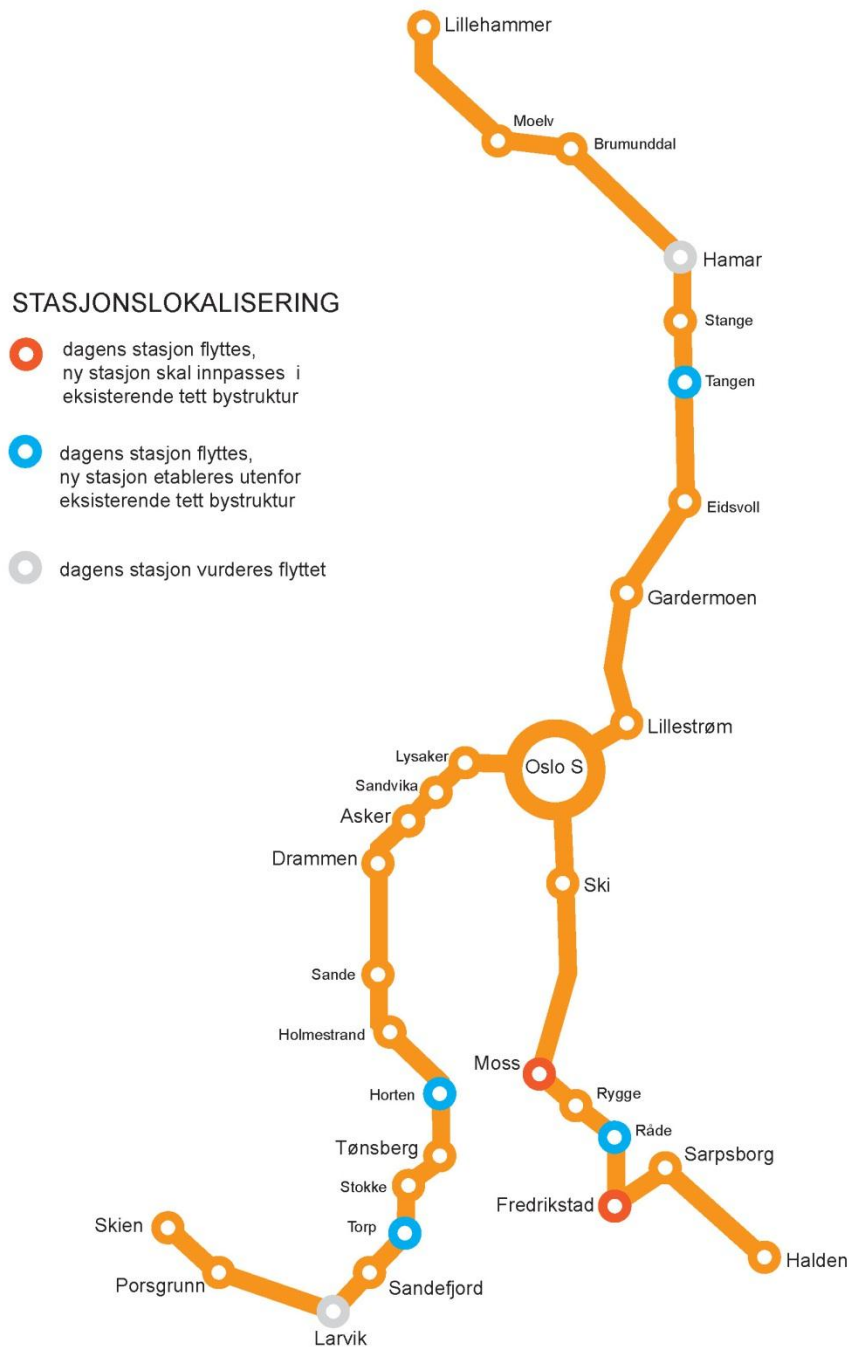 Lillehammer
Moelv
Brumunddal
Hamar
Stange
Tangen
Eidsvoll
Gardermoen
Lillestrøm
STASJONSLOKALISERING
dagens stasjon flyttes,
ny stasjon skal innpasses i
eksisterende tett bystruktur
dagens stasjon flyttes,
ny stasjon etableres utenfor
eksisterende tett bystruktur
dagens stasjon vurderes flyttet
Oslo S
Lysaker
Sandvika
Asker
Drammen
Sande
Holmestrand
Horten
Tønsberg
Stokke
Torp
Sandefjord
Larvik
Porsgrunn
Skien
Ski
Moss
Rygge
Råde
Fredrikstad
Sarpsborg
Halden